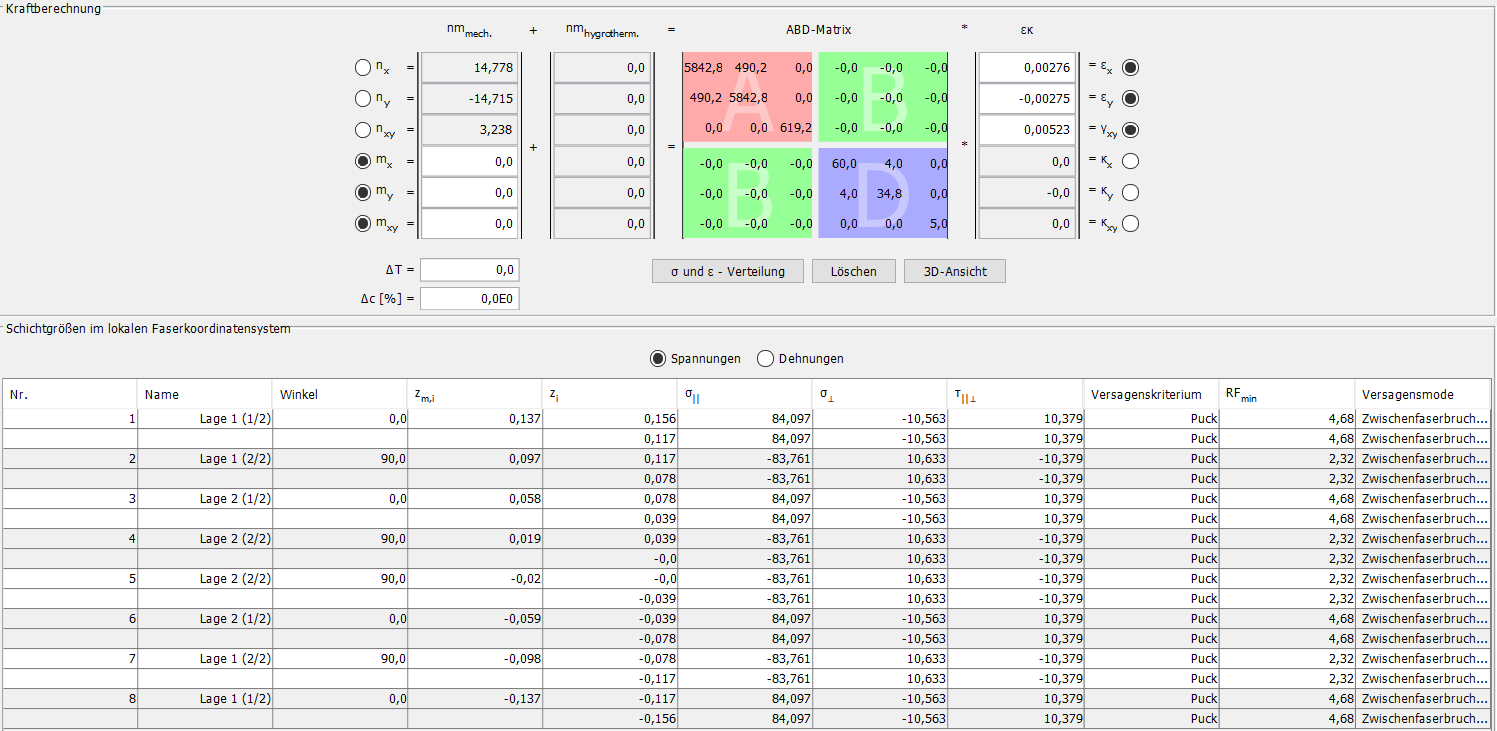 Kraftberechnung
nm mech. + nm hygrotherm. = ABD-Matrix * εκ
n x = 14,778 0,0 5842,8 490,2 0,0 -0,0 -0,0 -0,0 0,00276 = ε x
n y = -14,715 0,0 490,2 5842,8 0,0 -0,0 -0,0 -0,0 -0,00275 = ε y
n xy = 3,238 0,0 0,0 0,0 619,2 -0,0 -0,0 -0,0 0,00523 = γ xy
A B
+ = *
m x = 0,0 0,0 -0,0 -0,0 -0,0 60,0 4,0 0,0 0,0 = κ x
m y = 0,0 0,0 -0,0 -0,0 -0,0 4,0 34,8 0,0 -0,0 = κ y
m xy = 0,0 0,0 -0,0 -0,0 -0,0 0,0 0,0 5,0 0,0 = κ xy
B D
ΔT = 0,0 σ und ε - Verteilung Löschen 3D-Ansicht
Δc [%] = 0,0E0
Schichtgrößen im lokalen Faserkoordinatensystem
Spannungen Dehnungen
Nr. Name Winkel z m,i z i σ || σ ⊥ τ ||⊥ Versagenskriterium RF min Versagensmode
1 Lage 1 (1/2) 0,0 0,137 0,156 84,097 -10,563 10,379 Puck 4,68 Zwischenfaserbruch...
0,117 84,097 -10,563 10,379 Puck 4,68 Zwischenfaserbruch...
2 Lage 1 (2/2) 90,0 0,097 0,117 -83,761 10,633 -10,379 Puck 2,32 Zwischenfaserbruch...
0,078 -83,761 10,633 -10,379 Puck 2,32 Zwischenfaserbruch...
3 Lage 2 (1/2) 0,0 0,058 0,078 84,097 -10,563 10,379 Puck 4,68 Zwischenfaserbruch...
0,039 84,097 -10,563 10,379 Puck 4,68 Zwischenfaserbruch...
4 Lage 2 (2/2) 90,0 0,019 0,039 -83,761 10,633 -10,379 Puck 2,32 Zwischenfaserbruch...
-0,0 -83,761 10,633 -10,379 Puck 2,32 Zwischenfaserbruch...
5 Lage 2 (2/2) 90,0 -0,02 -0,0 -83,761 10,633 -10,379 Puck 2,32 Zwischenfaserbruch...
-0,039 -83,761 10,633 -10,379 Puck 2,32 Zwischenfaserbruch...
6 Lage 2 (1/2) 0,0 -0,059 -0,039 84,097 -10,563 10,379 Puck 4,68 Zwischenfaserbruch...
-0,078 84,097 -10,563 10,379 Puck 4,68 Zwischenfaserbruch...
7 Lage 1 (2/2) 90,0 -0,098 -0,078 -83,761 10,633 -10,379 Puck 2,32 Zwischenfaserbruch...
-0,117 -83,761 10,633 -10,379 Puck 2,32 Zwischenfaserbruch...
8 Lage 1 (1/2) 0,0 -0,137 -0,117 84,097 -10,563 10,379 Puck 4,68 Zwischenfaserbruch...
-0,156 84,097 -10,563 10,379 Puck 4,68 Zwischenfaserbruch...